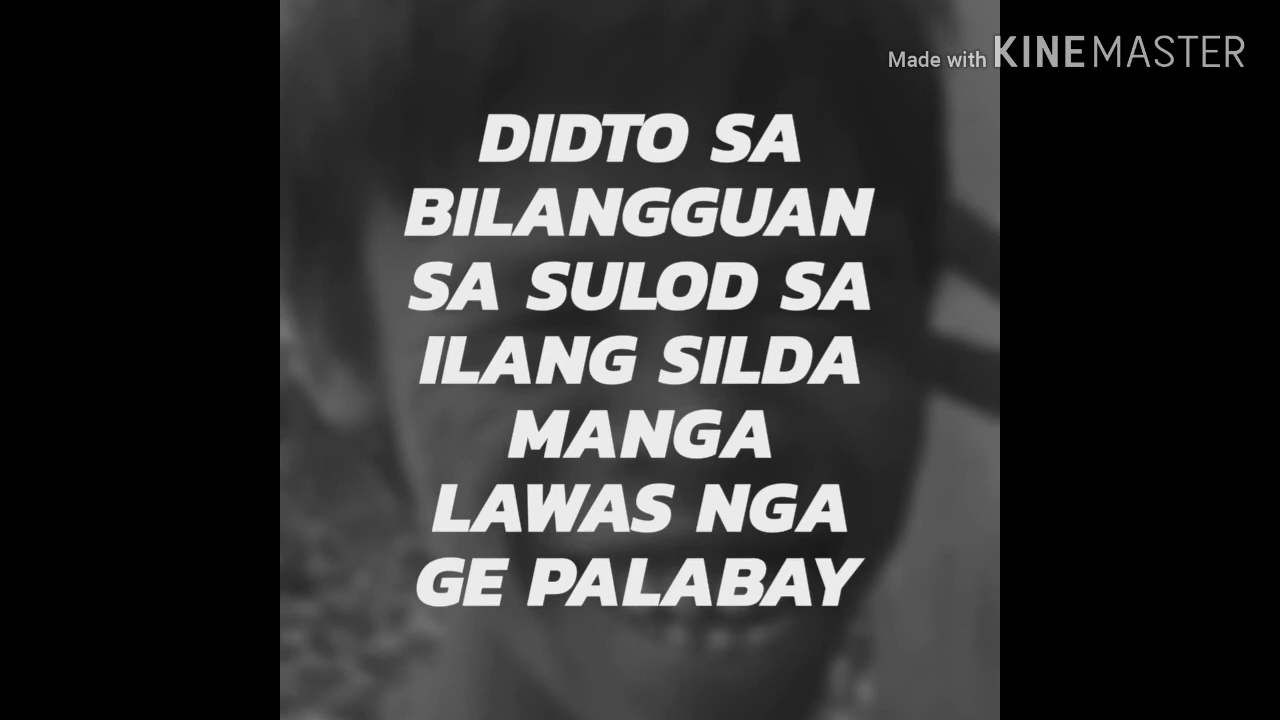 Made with KINEMASTER
DIDTO SA
BILANGGUAN
SA SULOD SA
ILANG SILDA
MANGA
LAWAS NGA
GE PALABAY